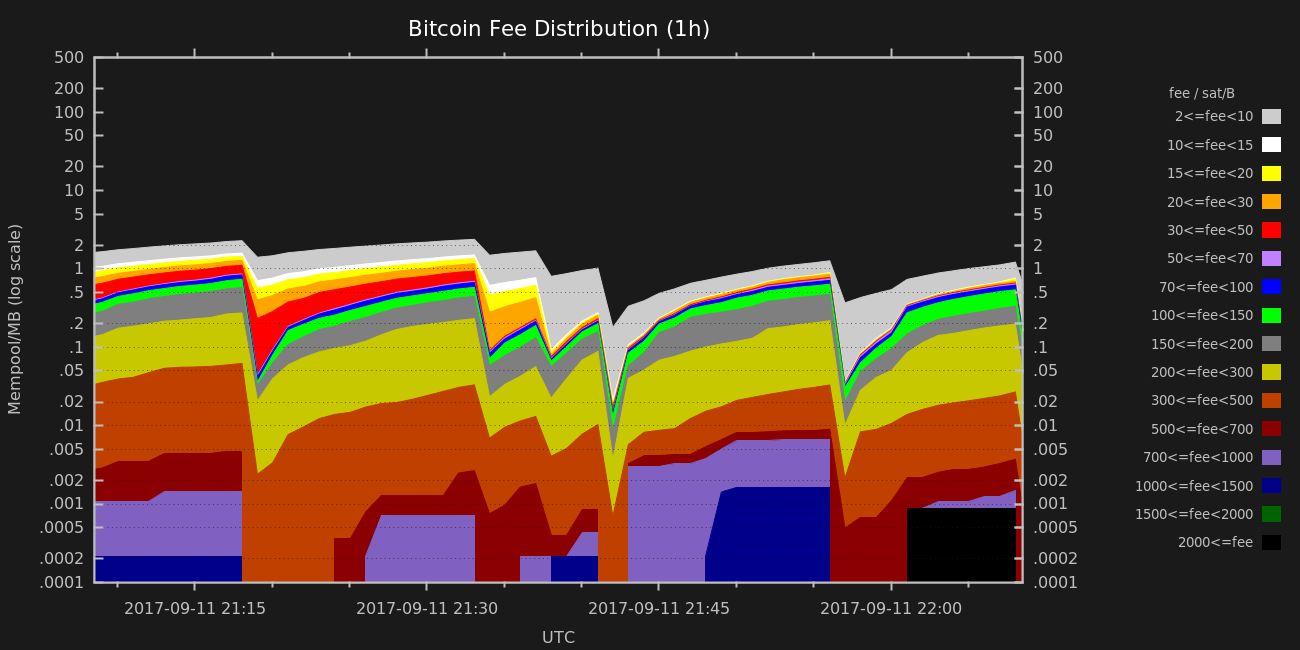 Bitcoin Fee Distribution (1h)
Mempool/MB (log scale)
500
200
100
50
20
10
5
2
1
.5
.2
.1
.05
.02
.01
.005
.002
.001
.0005
.0002
.0001
500
200
100
50
20
10
5
2
1
.5
.2
.1
.05
.02
.01
.005
.002
.001
.0005
.0002
.0001
2017-09-11 21:15
2017-09-11 21:30
2017-09-11 21:45
2017-09-11 22:00
UTC
fee / sat/B
2<=fee<10
10<=fee<15
15<=fee<20
20<=fee<30
30<=fee<50
50<=fee<70
70<=fee<100
100<=fee<150
150<=fee<200
200<=fee<300
300<=fee<500
500<=fee<700
700<=fee<1000
1000<=fee<1500
1500<=fee<2000
2000<=fee